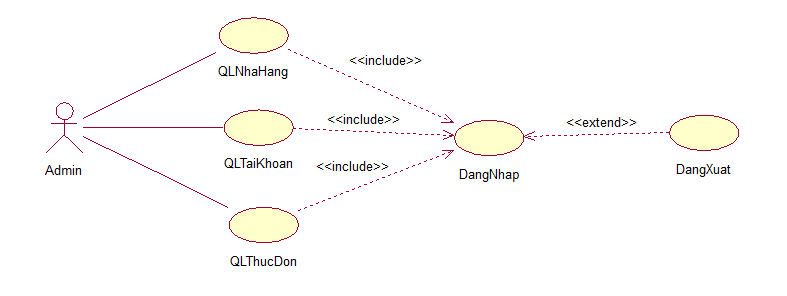 QLNhaHang
<<include>>
Admin
QLTaiKhoan
<<include>>
<<include>>
DangNhap
<<extend>>
DangXuat
QLThucDon